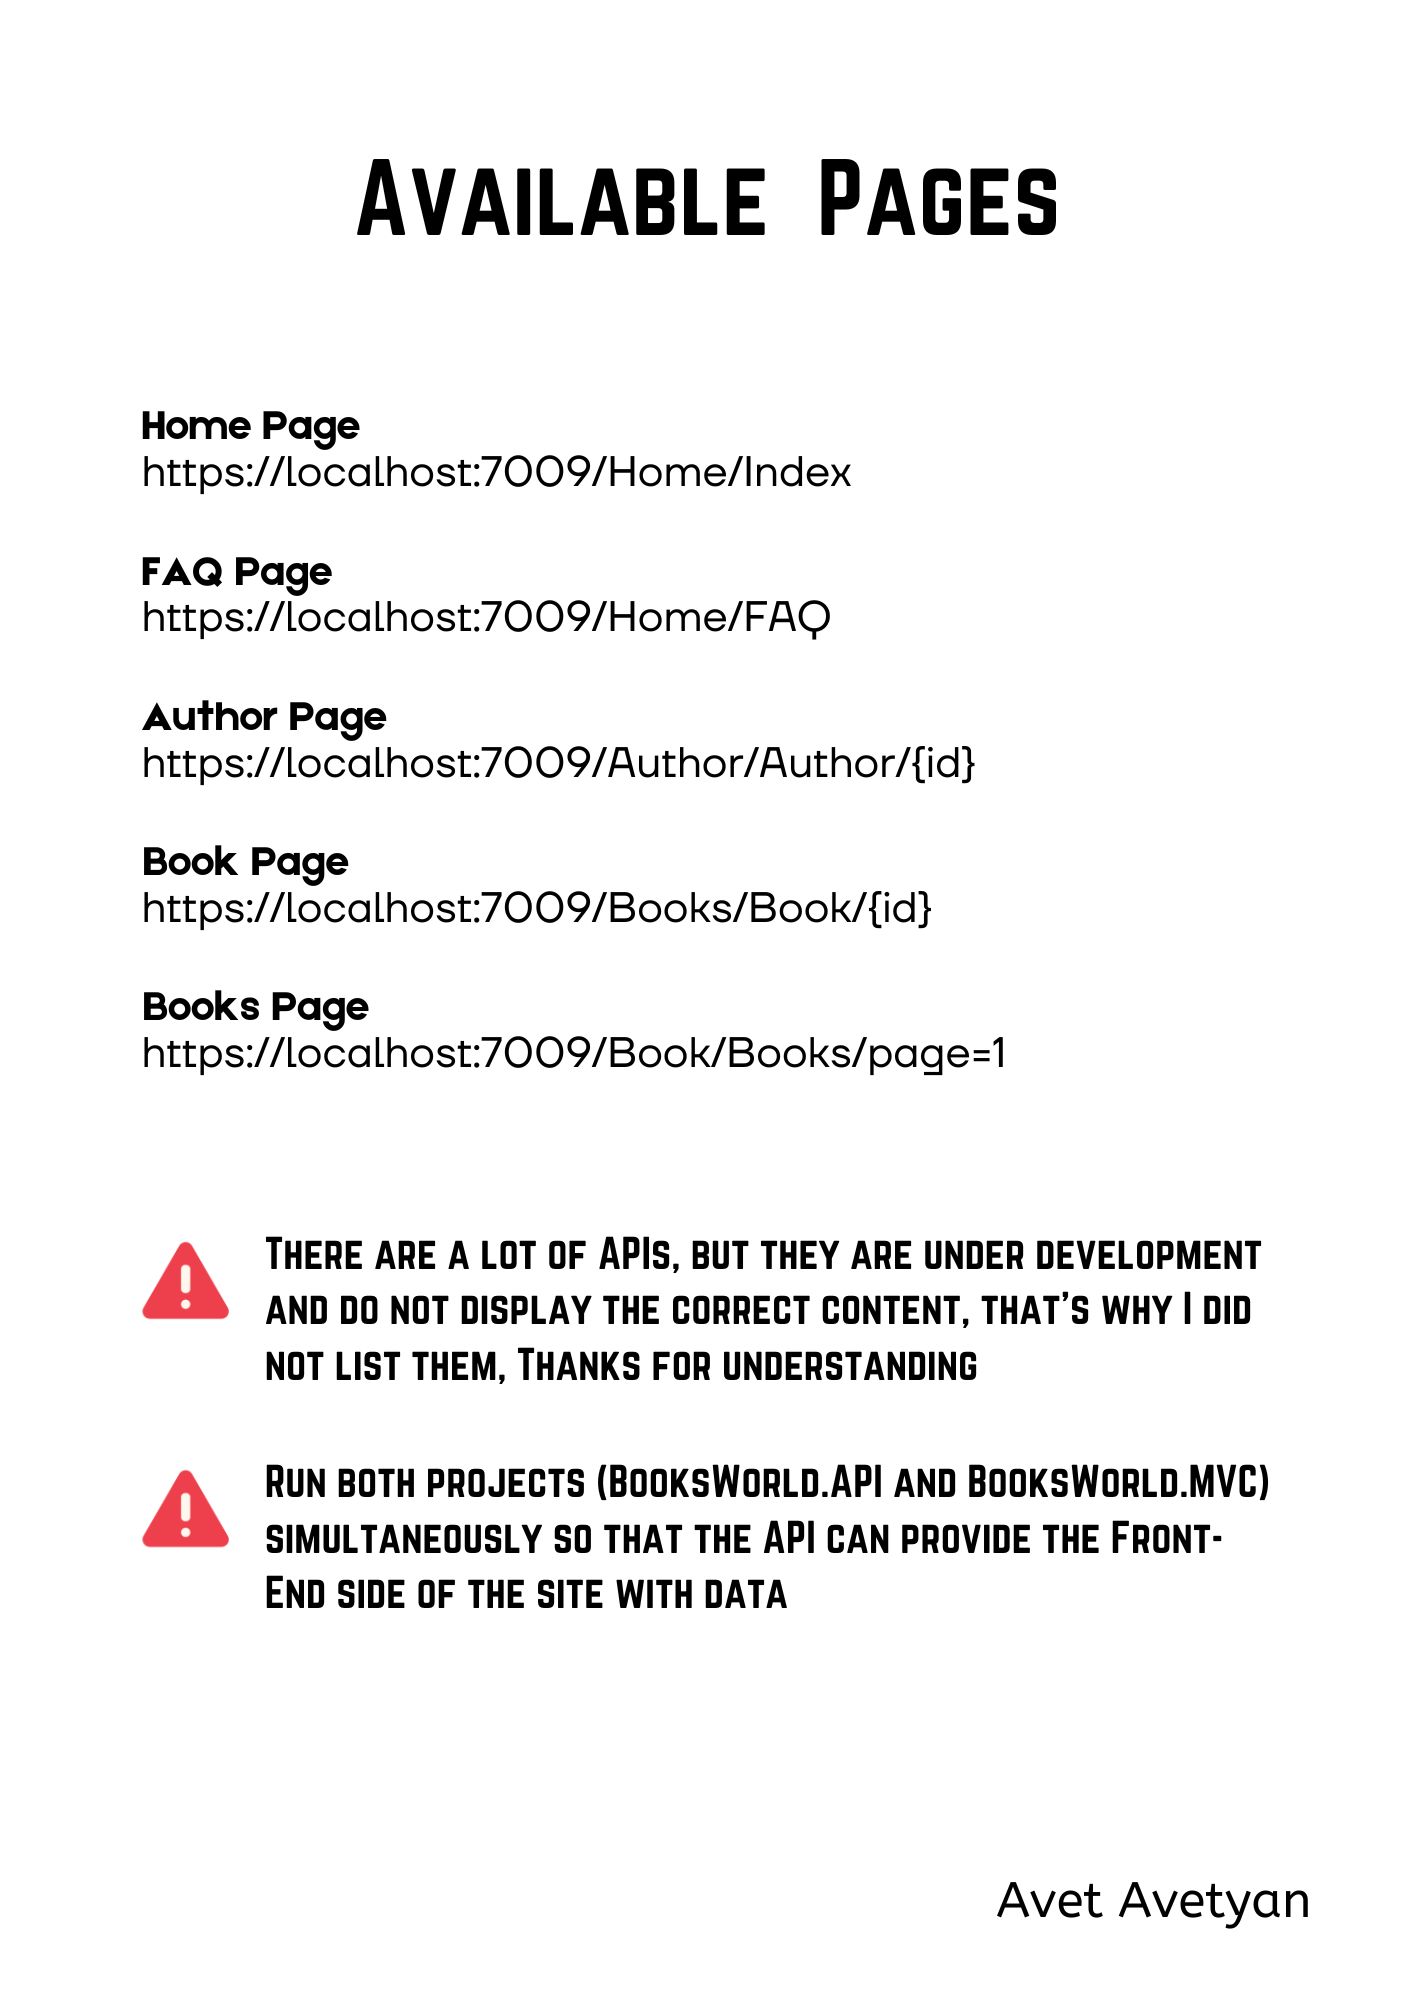 Available Pages
Home Page
https://localhost:7009/Home/Index
FAQ Page
https://localhost:7009/Home/FAQ
Author Page
https://localhost:7009/Author/Author/{id}
Book Page
https://localhost:7009/Books/Book/{id}
Books Page
https://localhost:7009/Book/Books/page=1
There are a lot of APIs, but they are under development
and do not display the correct content, that's why I did
not list them, Thanks for understanding
Run both projects (BooksWorld.API and BooksWorld.MVC)
simultaneously so that the API can provide the Front-
End side of the site with data
Avet Avetyan